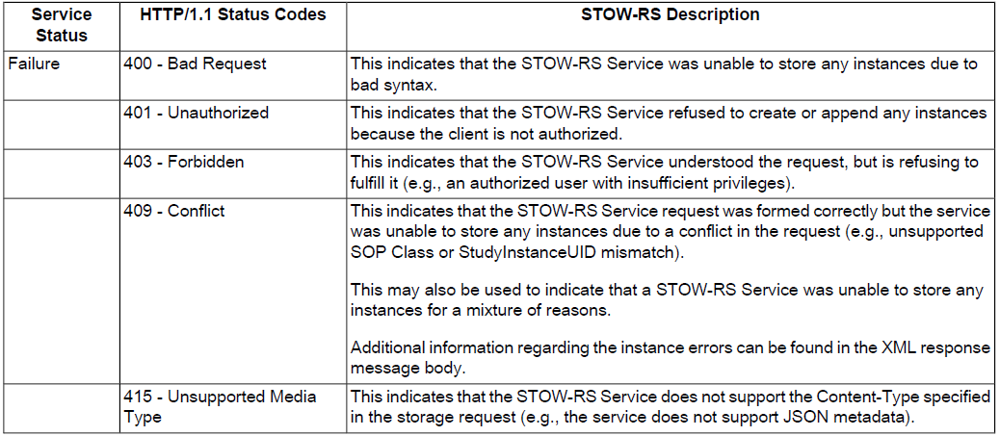 Service Status
HTTP/1.1 Status Codes
STOW-RS Description
Failure
400 - Bad Request
This indicates that the STOW-RS Service was unable to store any instances due to
bad syntax.
401 - Unauthorized
This indicates that the STOW-RS Service refused to create or append any instances
because the client is not authorized.
403 - Forbidden
This indicates that the STOW-RS Service understood the request, but is refusing to
fulfill it (e.g., an authorized user with insufficient privileges).
409 - Conflict
This indicates that the STOW-RS Service request was formed correctly but the service
was unable to store any instances due to a conflict in the request (e.g., unsupported
SOP Class or StudyInstanceUID mismatch).
This may also be used to indicate that a STOW-RS Service was unable to store any
instances for a mixture of reasons.
Additional information regarding the instance errors can be found in the XML response
message body.
415 - Unsupported Media
Type
This indicates that the STOW-RS Service does not support the Content-Type specified
in the storage request (e.g., the service does not support JSON metadata).